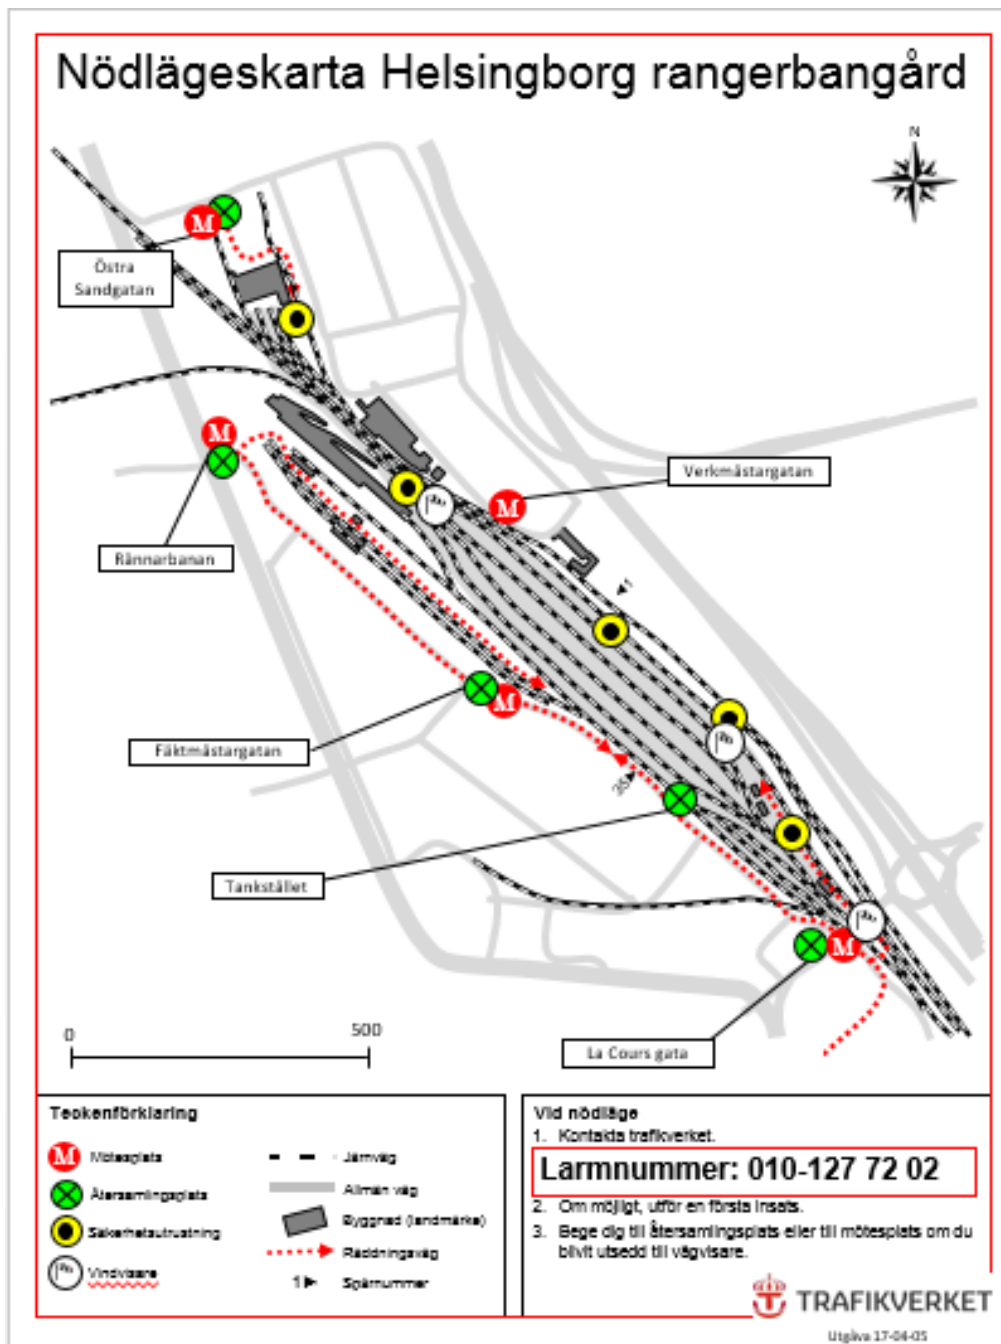 Nödlägeskarta Helsingborg rangerbangård
N
M
Östra
Sandgatan
M
Verkmästargatan
M
Rännarbanan
1
M
Fäktmästargatan
35
Tankstället
M
La Cours gata
0
500
Teckenförklaring
M Mötesplats
Återsamlingsplats
Säkerhetsutrustning
Vindvisare
Järnväg
Allmän väg
Byggnad (landmärke)
Räddningsväg
1 Spårnummer
Vid nödläge
1. Kontakta trafikverket.
Larmnummer: 010-127 72 02
2. Om möjligt, utför en första insats.
3. Bege dig till återsamlingsplats eller till mötesplats om du
blivit utsedd till vägvisare.
TRAFIKVERKET
Utgåva 17-04-05